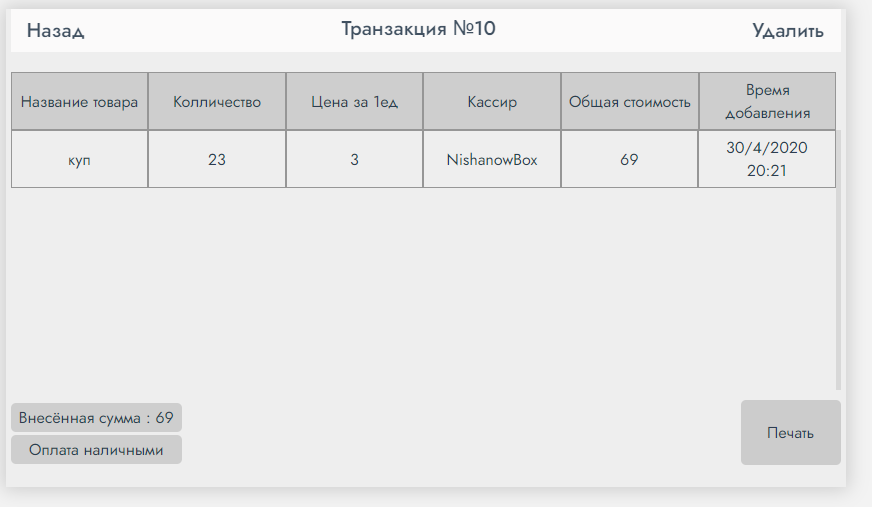 Назад
Транзакция №10
Удалить
Название товара
Колличество
Цена за 1ед
Кассир
Общая стоимость
Время
добавления
куп
23
3
NishanowBox
69
30/4/2020
20:21
Внесённая сумма : 69
Оплата наличными
Печать